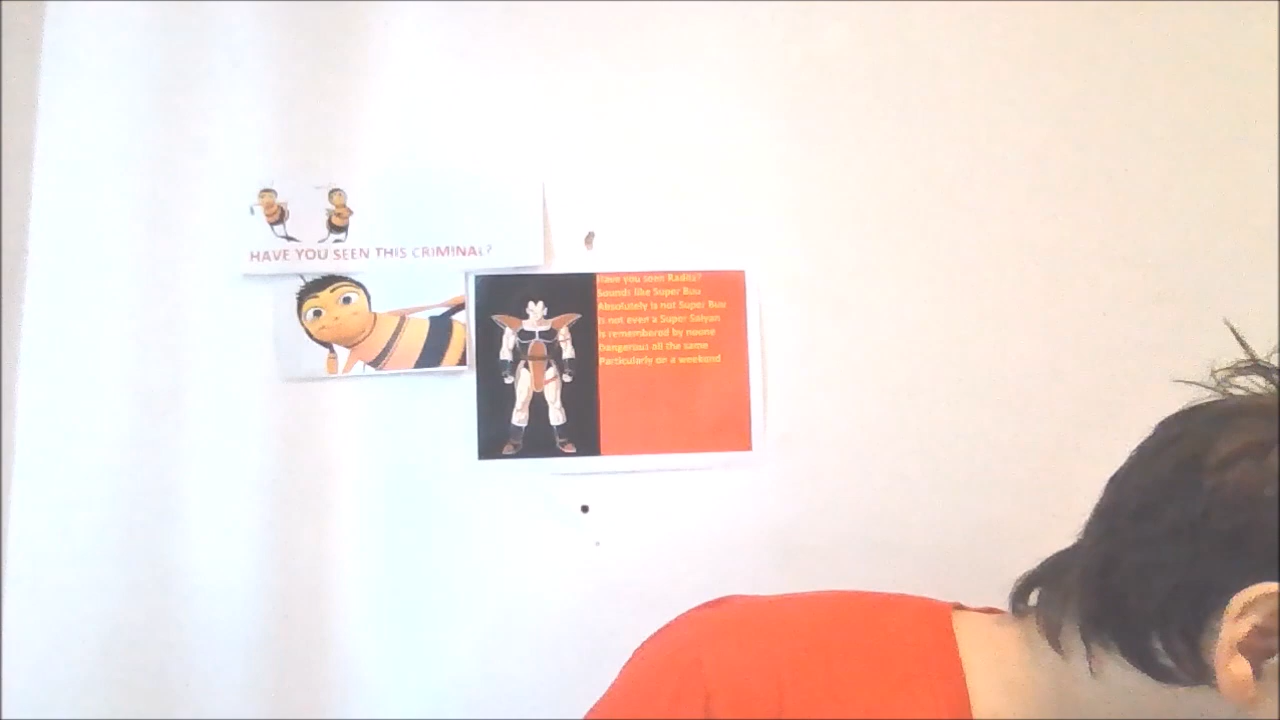 HAVE YOU SEEN THIS CRIMINAL?
Have you seen Raditz?
Sounds like Super Buu
Absolutely is not Super Buu
Is not even a Super Saiyan
Is remembered by noone
Dangerous all the same
Particularly on a weekend